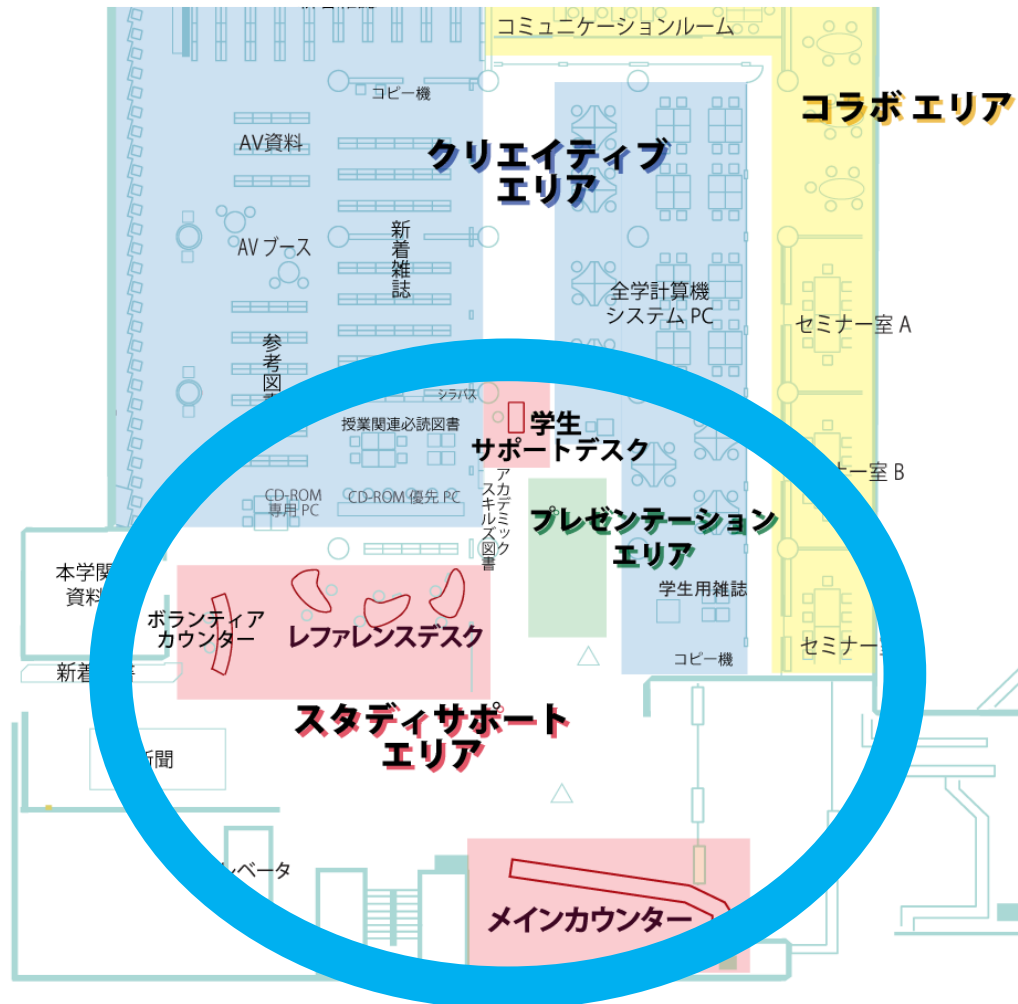 コミュニケーションルーム
コピー機
コラボ エリア
AV資料
クリエイティブ
エリア
AV ブース
新着雑誌
全学計算機
システム PC
セミナー室 A
参考図書
シラバス
授業関連必読図書
学生
サポートデスク
ナー室 B
CD-ROM
専用 PC
CD-ROM 優先 PC
アカデミック
スキルズ図書
プレゼンテーション
エリア
本学関
資料
学生用雑誌
ボランティア
カウンター
レファレンスデスク
セミナー
コピー機
新着
スタディサポート
エリア
新聞
レベータ
メインカウンター